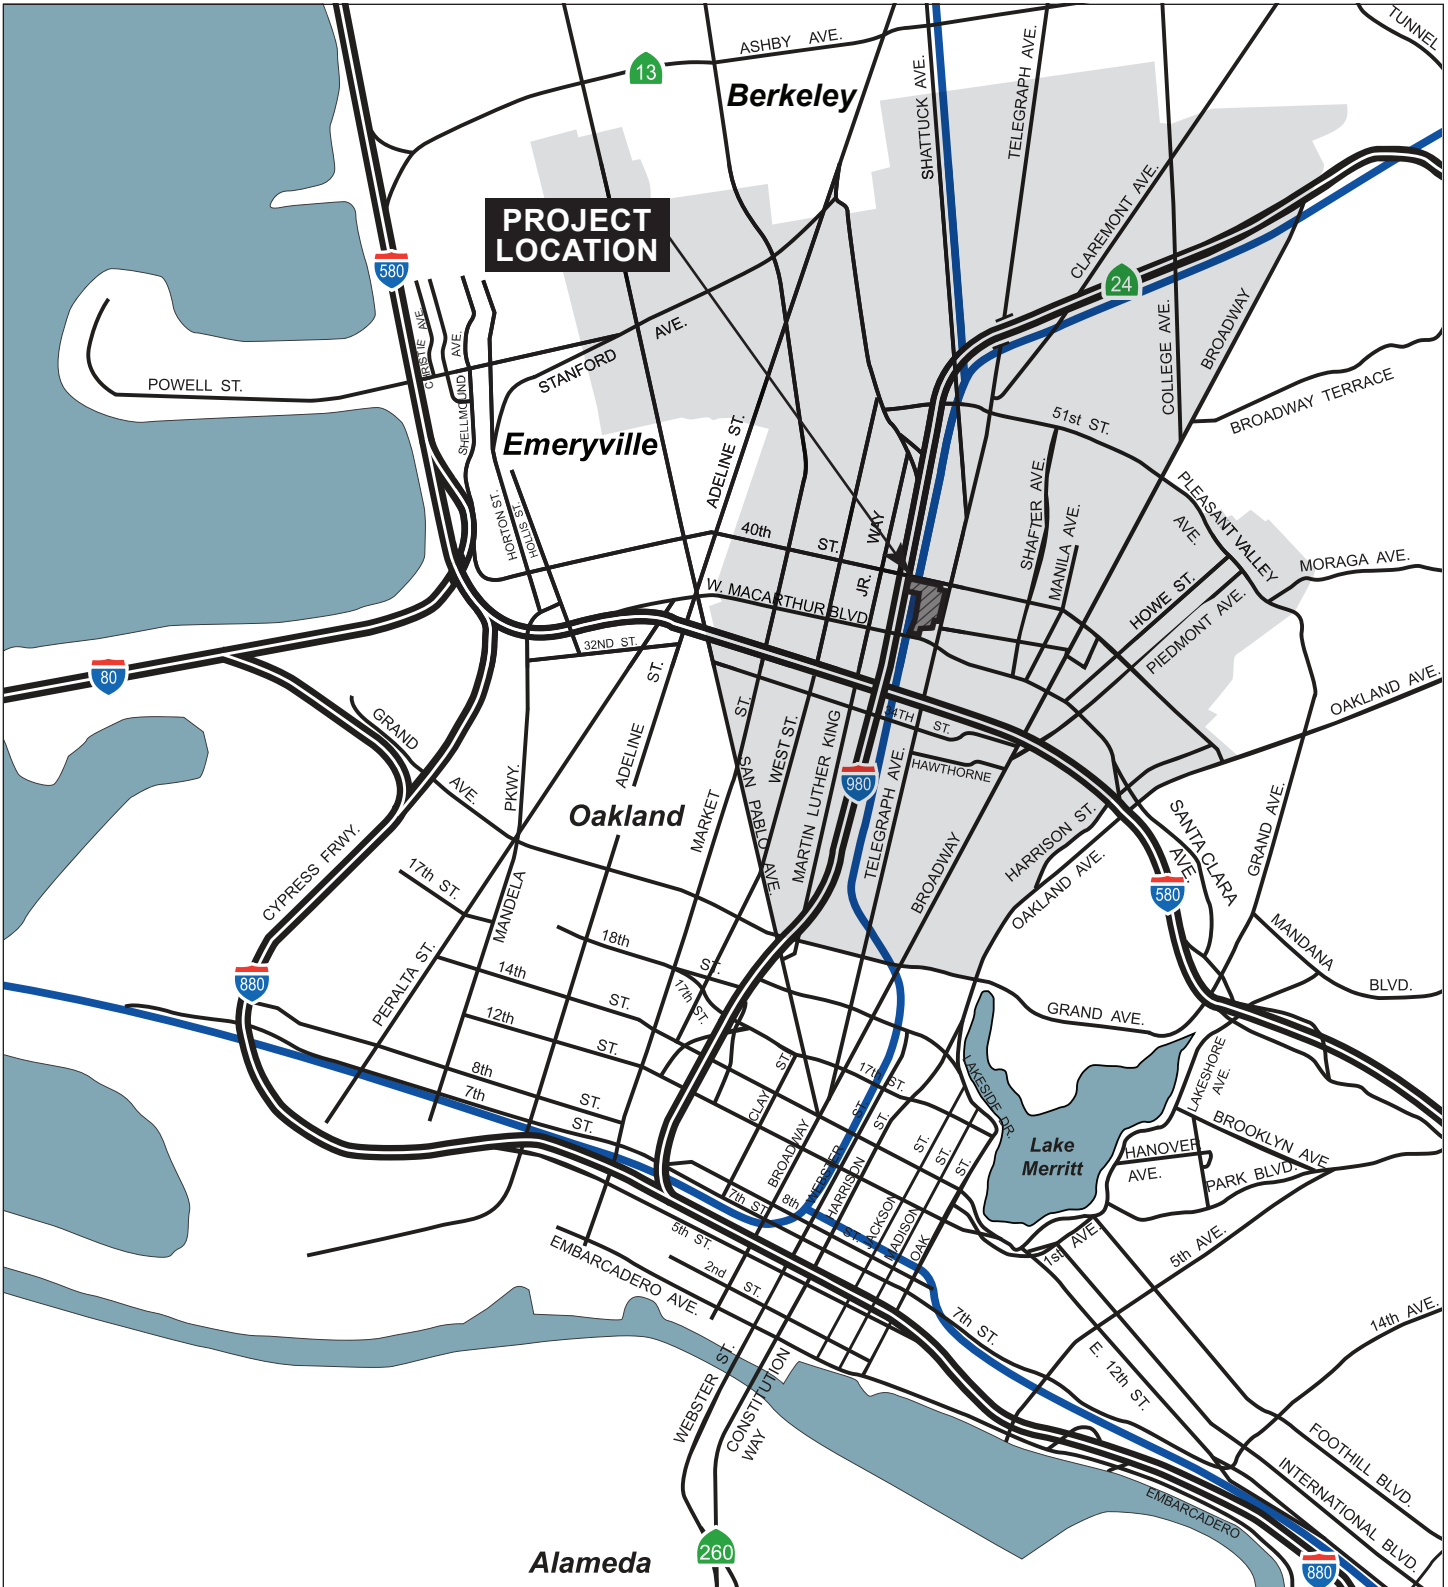 TUNNEL
ASHBY AVE.
13
Berkeley
SHATTUCK AVE.
TELEGRAPH AVE.
CLAREMONT AVE.
PROJECT
LOCATION
580
24
CHRISTIE AVE.
SHELLMOUND AVE.
STANFORD AVE.
COLLEGE AVE.
BROADWAY
POWELL ST.
BROADWAY TERRACE
51st ST.
Emeryville
ADELINE ST.
HORTON ST.
HOLLIS ST.
40th ST.
JR. WAY
SHAFTER AVE.
MANILA AVE.
PLEASANT VALLEY
AVE.
MORAGA AVE.
W. MACARTHUR BLVD
HOWE ST.
PIEDMONT AVE.
32ND ST.
80
OAKLAND AVE.
GRAND AVE.
PKWY.
ADELINE ST.
MARKET ST.
SAN PABLO AVE.
WEST ST.
MARTIN LUTHER KING
34TH ST.
HAWTHORNE
980
TELEGRAPH AVE.
Oakland
BROADWAY
HARRISON ST.
OAKLAND AVE.
SANTA CLARA
AVE.
GRAND AVE.
580
CYPRESS FRWY.
17th ST.
MANDELA
PERALTA ST.
18th ST.
14th ST.
17th ST.
12th ST.
MANDANA BLVD.
880
GRAND AVE.
8th ST.
7th ST.
CLAY ST.
17th ST.
LAKESIDE DR.
LAKESHORE
AVE.
BROOKLYN AVE
Lake
Merritt
HANOVER
AVE.
PARK BLVD.
BROADWAY
WEBSTER ST.
HARRISON ST.
JACKSON ST.
MADISON ST.
OAK ST.
7th ST.
8th ST.
5th ST.
2nd ST.
EMBARCADERO AVE.
1st AVE.
5th AVE.
14th AVE.
7th ST.
E. 12th ST.
WEBSTER ST.
CONSTITUTION
WAY
FOOTHILL BLVD.
INTERNATIONAL BLVD.
EMBARCADERO
Alameda
260
880